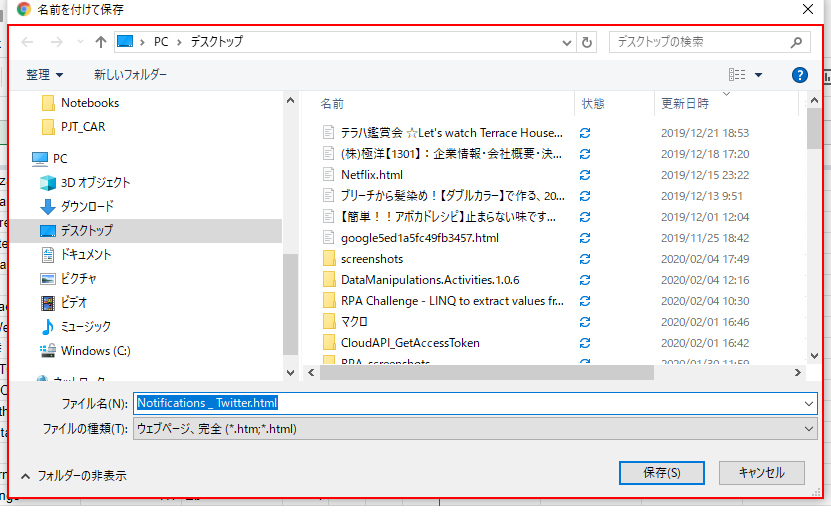 名前を付けて保存
PC > デスクトップ
デスクトップの検索
整理 新しいフォルダー
Notebooks
PJT_CAR
PC
3D オブジェクト
ダウンロード
デスクトップ
ドキュメント
ピクチャ
ビデオ
ミュージック
Windows (C:)
ネットワーク
名前 状態 更新日時
テラハ鑑賞会 ☆Let's watch Terrace House... 2019/12/21 18:53
(株)極洋【1301】:企業情報・会社概要・決... 2019/12/18 17:20
Netflix.html 2019/12/15 23:22
ブリーチから髪染め!【ダブルカラー】で作る、20... 2019/12/13 9:51
【簡単!!アボカドレシピ】止まらない味です... 2019/12/01 12:04
google5ed1a5fc49fb3457.html 2019/11/25 18:42
screenshots 2020/02/04 17:49
DataManipulations.Activities.1.0.6 2020/02/04 12:16
RPA Challenge - LINQ to extract values fr... 2020/02/04 10:30
マクロ 2020/02/01 16:46
CloudAPI_GetAccessToken 2020/02/01 16:42
RPA_screenshots 2020/01/30 11:59
ファイル名(N): Notifications _ Twitter.html
ファイルの種類(T): ウェブページ、完全 (*.htm;*.html)
フォルダーの非表示
保存(S) キャンセル